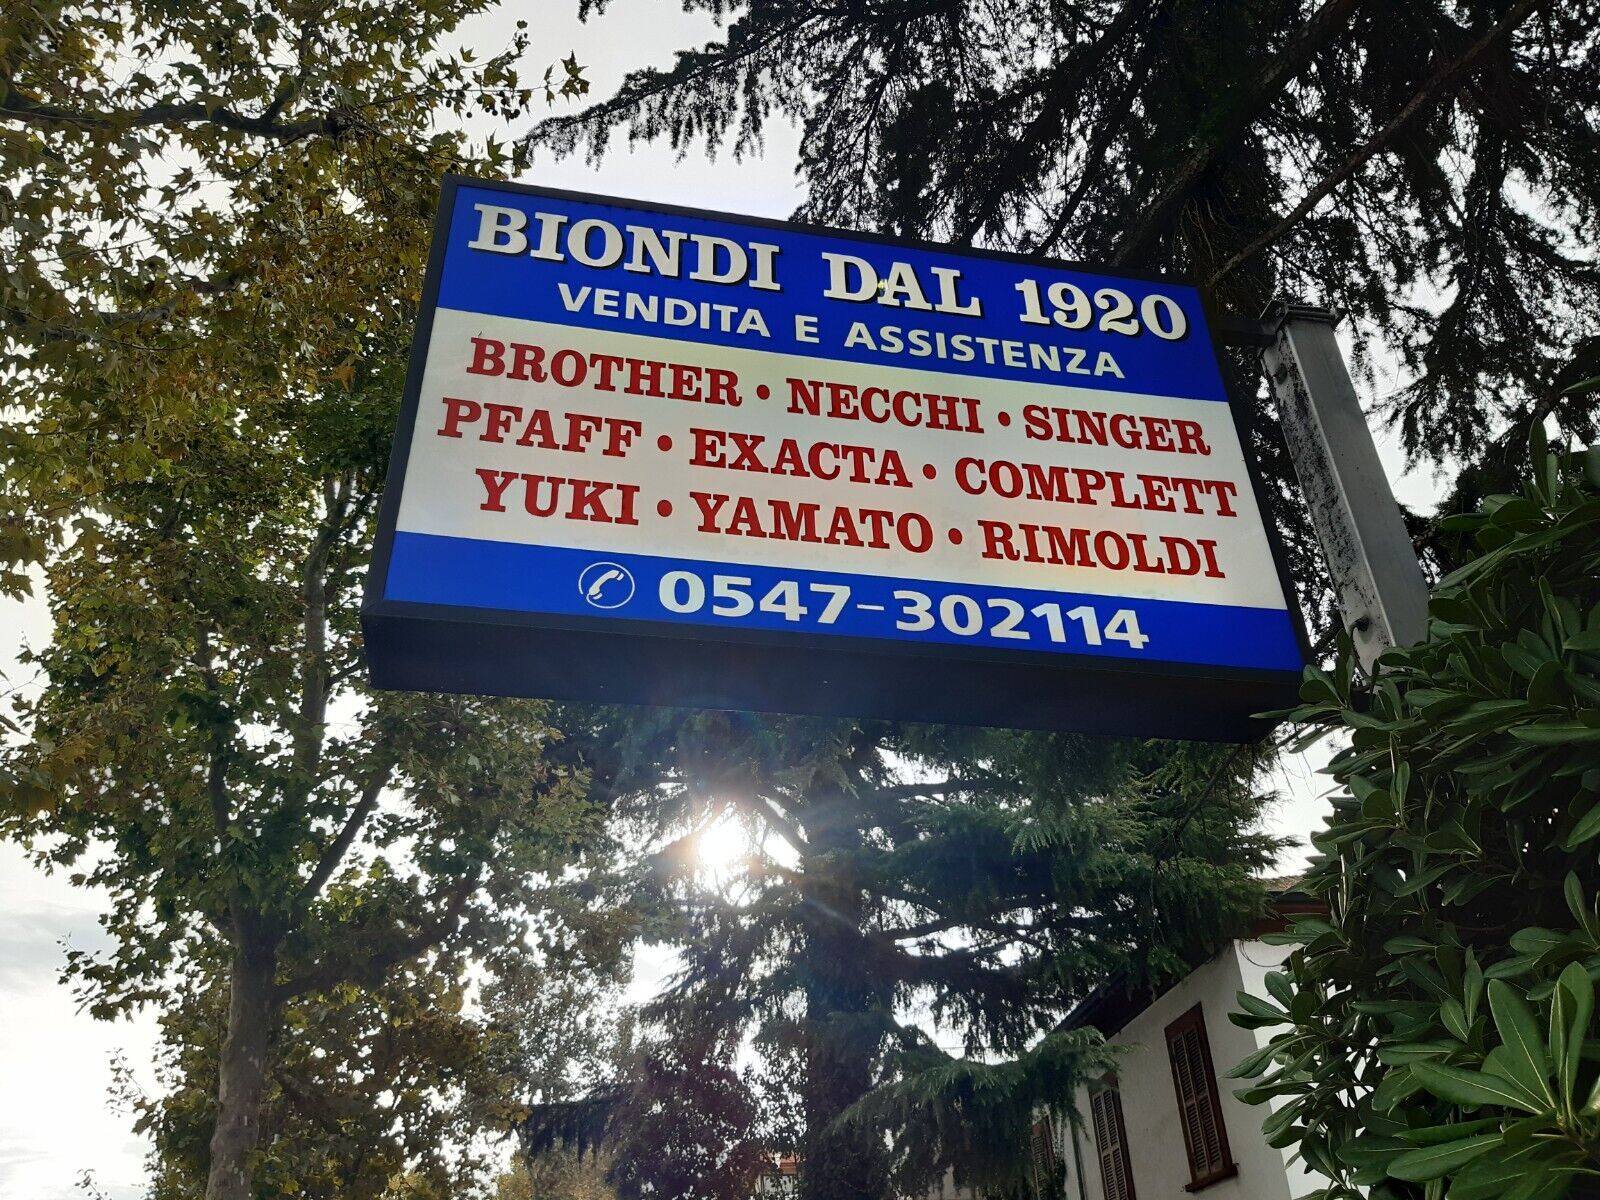 BIONDI DAL 1920
VENDITA E ASSISTENZA
BROTHER • NECCHI • SINGER
PFAFF • EXACTA • COMPLETT
YUKI • YAMATO • RIMOLDI
0547-302114